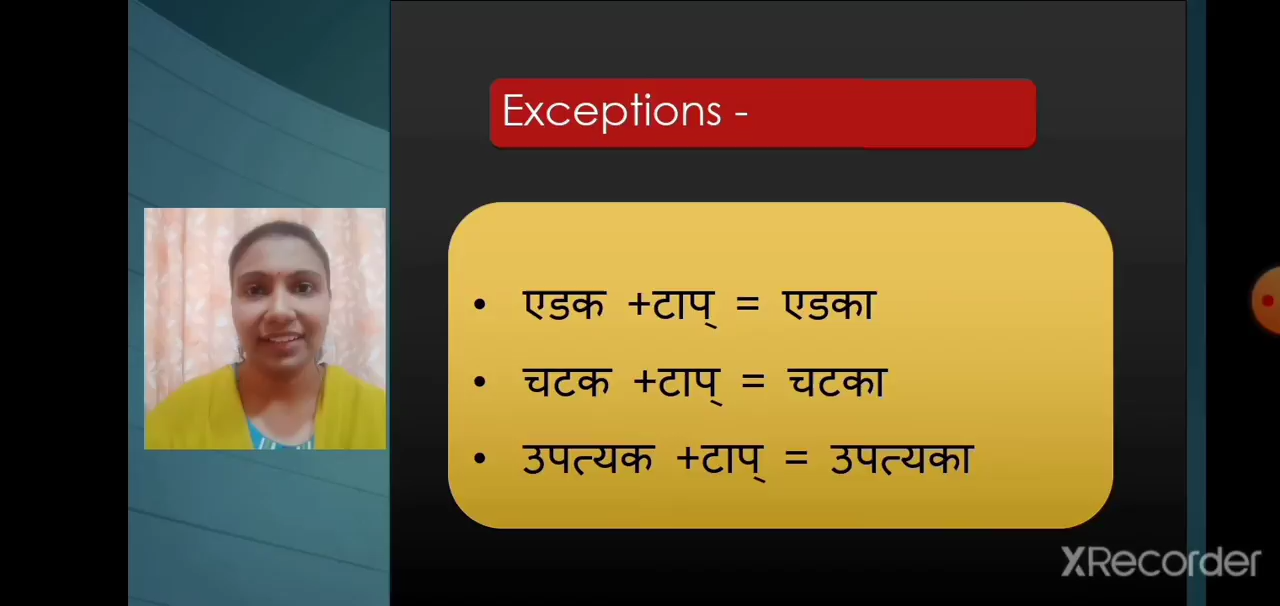 Exceptions -
• एडक +टाप् = एडका
• चटक +टाप् = चटका
• उपत्यक +टाप् = उपत्यका
XRecorder